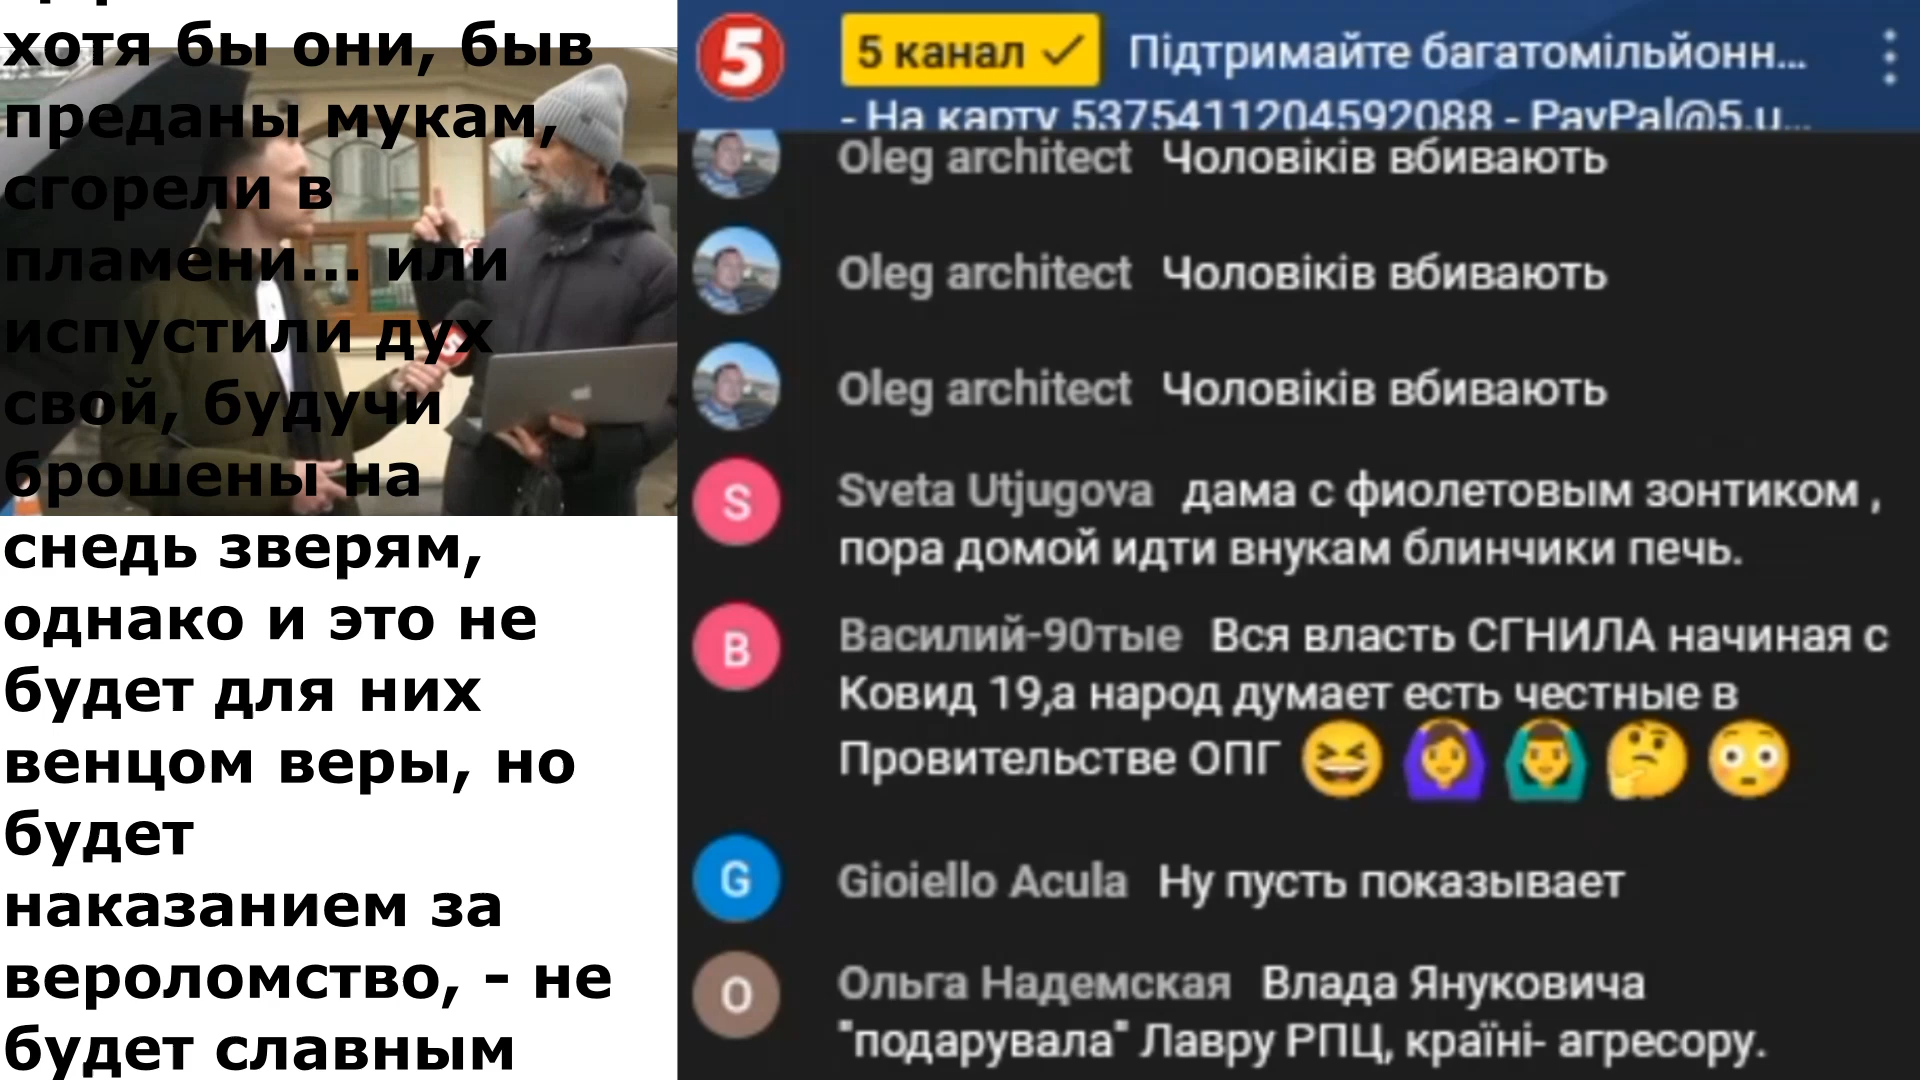 хотя бы они, быв
преданы мукам,
сгорели в
пламени... или
испустили дух
свой, будучи
брошены на
снедь зверям,
однако и это не
будет для них
венцом веры, но
будет
наказанием за
вероломство, - не
будет славным
5
5 канал Підтримайте багатомільйонн...
- На карту 5375411204592088 - PayPal@5.u...
Oleg architect Чоловіків вбивають
Oleg architect Чоловіків вбивають
Oleg architect Чоловіків вбивають
S Sveta Utjugova дама с фиолетовым зонтиком ,
пора домой идти внукам блинчики печь.
В Василий-90тые Вся власть СГНИЛА начиная с
Ковид 19,а народ думает есть честные в
Провительстве ОПГ 😆 🙆‍♀️ 🙆‍♂️ 🤔 😳
G Gioiello Acula Ну пусть показывает
О Ольга Надемская Влада Януковича
"подарувала" Лавру РПЦ, країні- агресору.